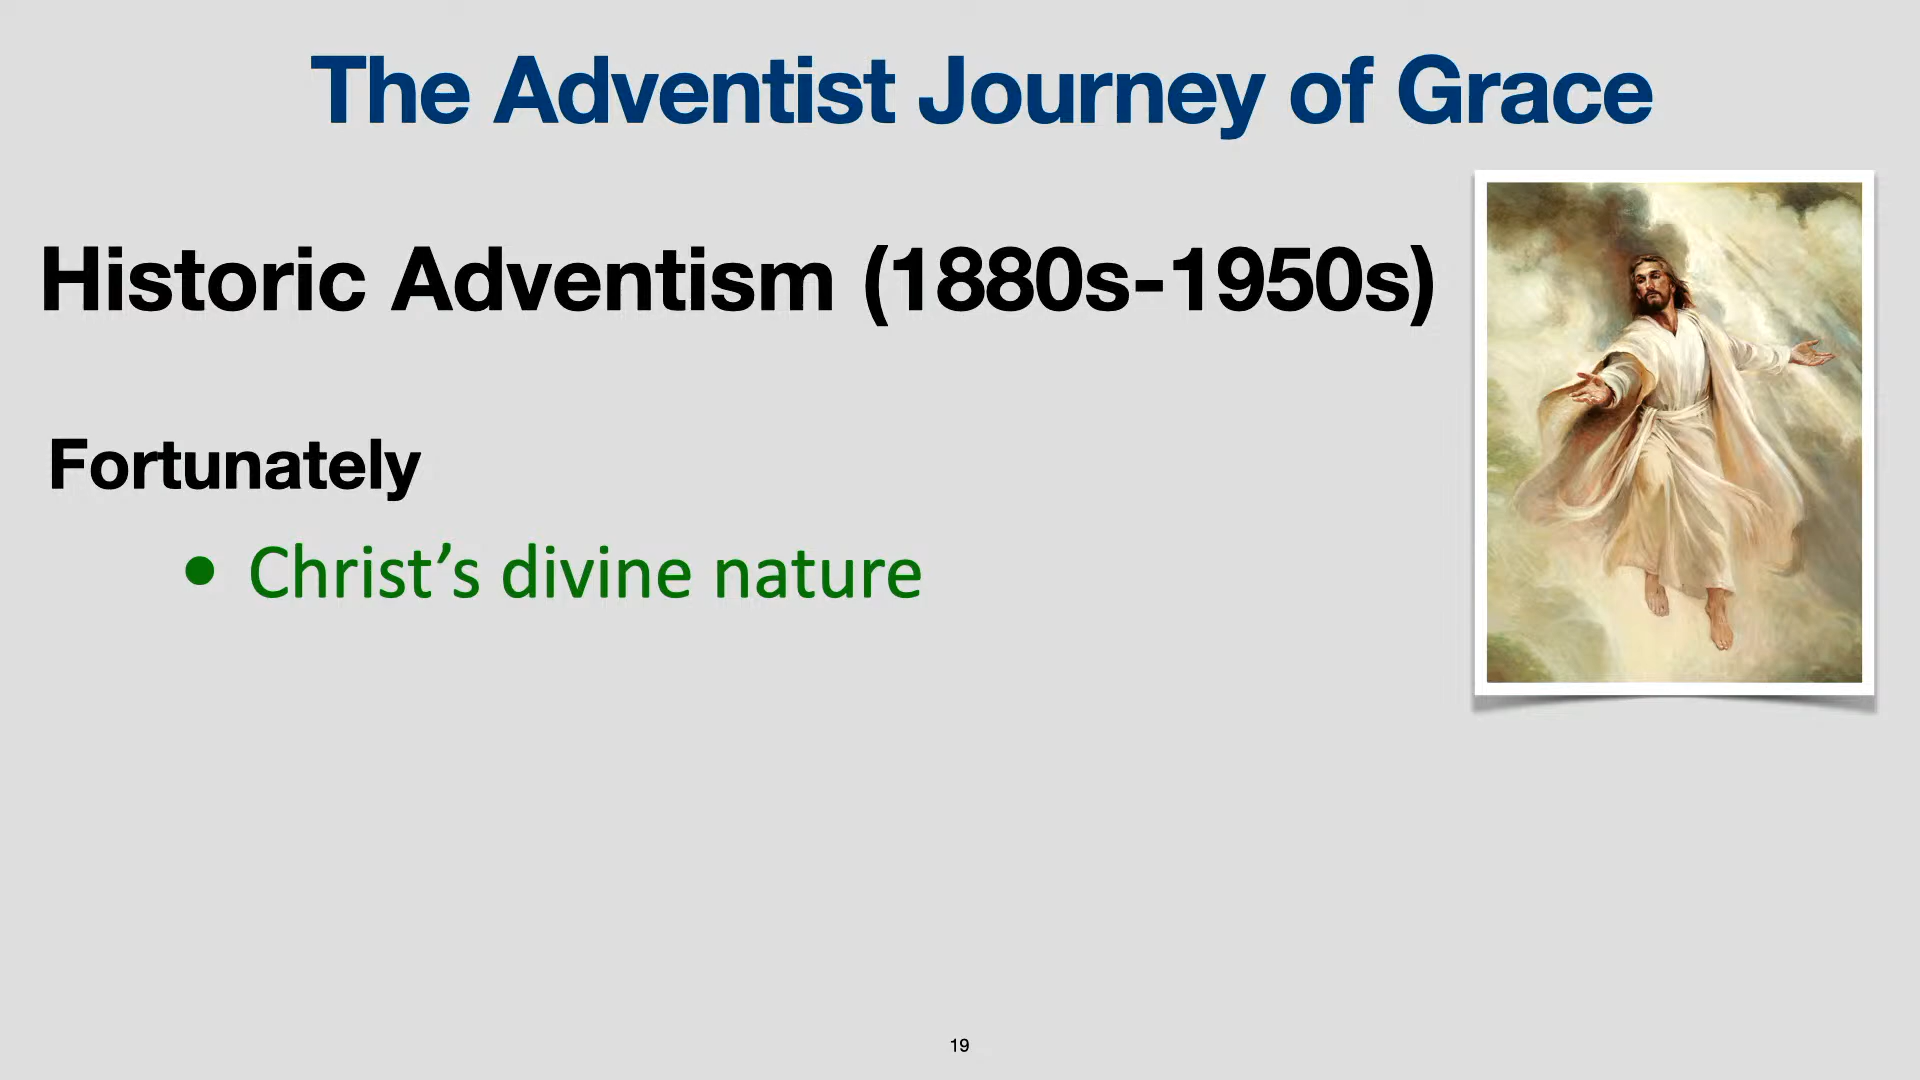 The Adventist Journey of Grace
Historic Adventism (1880s-1950s)
Fortunately
• Christ’s divine nature
19